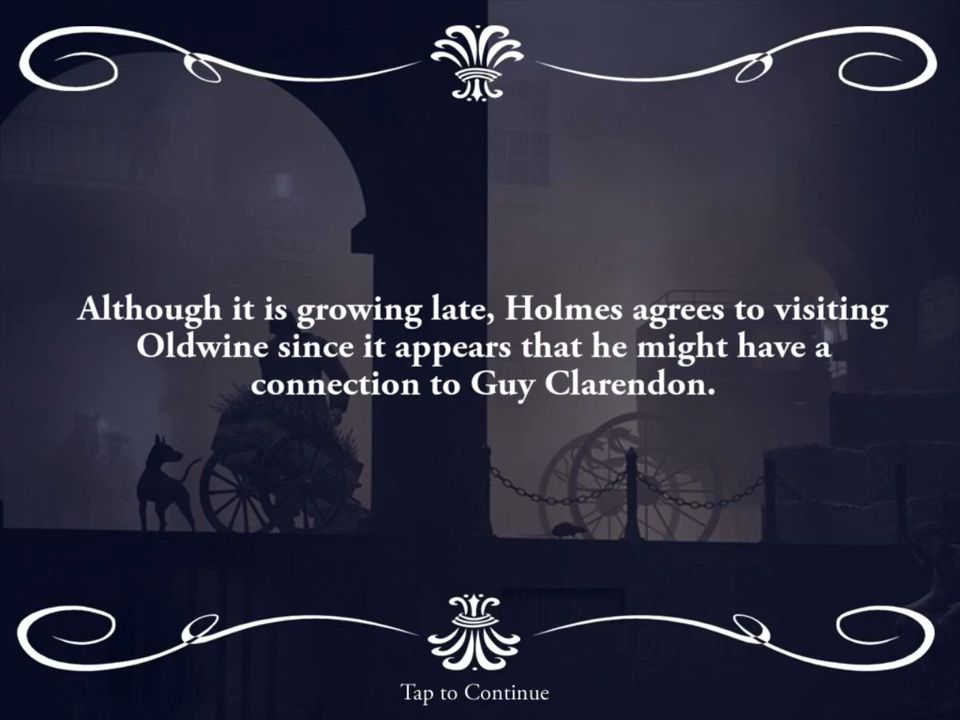 Although it is growing late, Holmes agrees to visiting
Oldwine since it appears that he might have a
connection to Guy Clarendon.
Tap to Continue